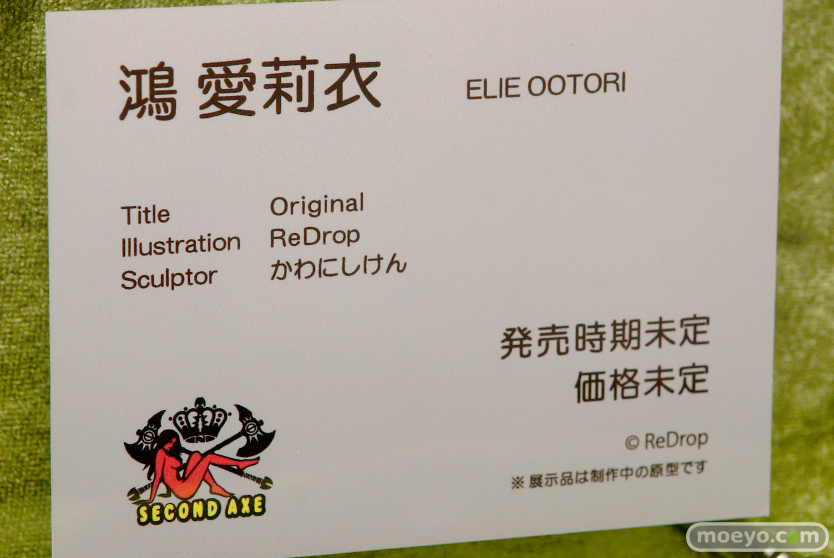 鴻 愛莉衣 ELIE OOTORI
Title Original
Illustration ReDrop
Sculptor かわにしけん
発売時期未定
価格未定
© ReDrop
※ 展示品は制作中の原型です
SECOND AXE
moeyo.com